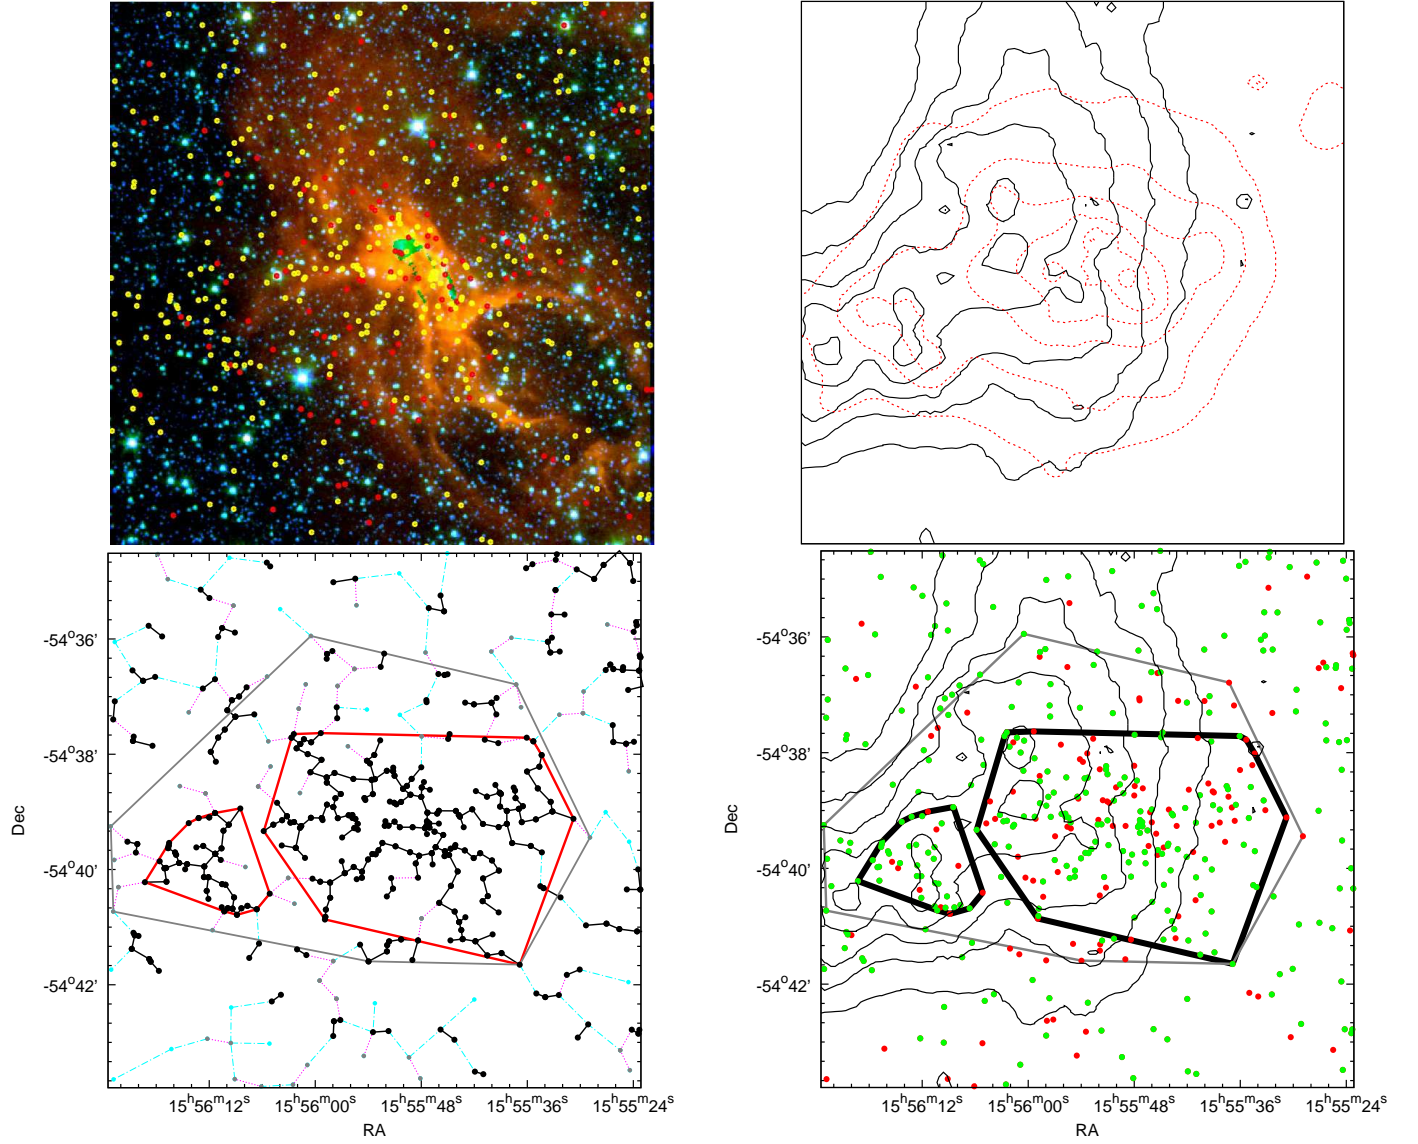 -54°36' -54°36'
-54°38' -54°38'
Dec Dec
-54°40' -54°40'
-54°42' -54°42'
15ʰ56ᵐ12ˢ 15ʰ56ᵐ00ˢ 15ʰ55ᵐ48ˢ 15ʰ55ᵐ36ˢ 15ʰ55ᵐ24ˢ 15ʰ56ᵐ12ˢ 15ʰ56ᵐ00ˢ 15ʰ55ᵐ48ˢ 15ʰ55ᵐ36ˢ 15ʰ55ᵐ24ˢ
RA RA